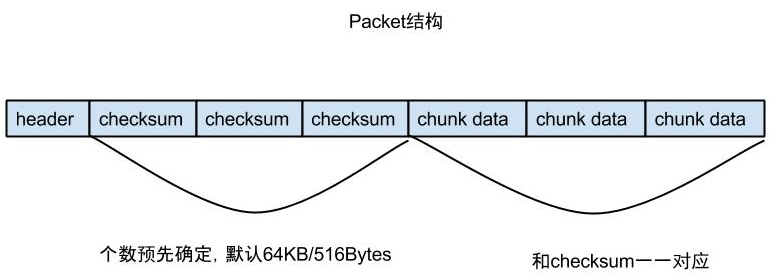 Packet结构
header checksum checksum checksum chunk data chunk data chunk data
个数预先确定, 默认64KB/516Bytes
和checksum一一对应